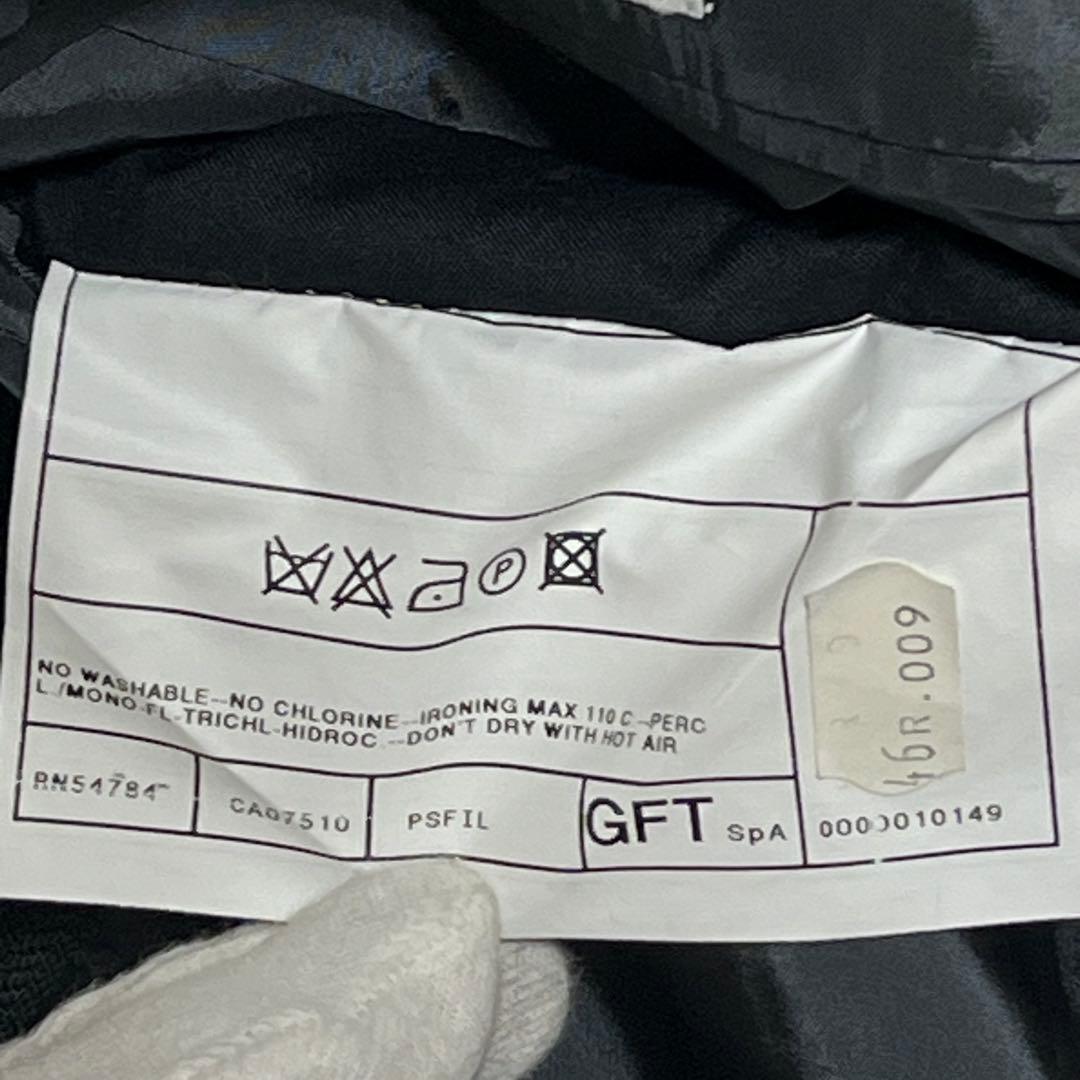 P
NO WASHABLE--NO CHLORINE--IRONING MAX 110 C--PERC
L./MONO-FL-TRICHL-HIDROC.--DON'T DRY WITH HOT AIR
RN54784
CA07510
PSFIL
GFT SpA
0000010149
46R.009